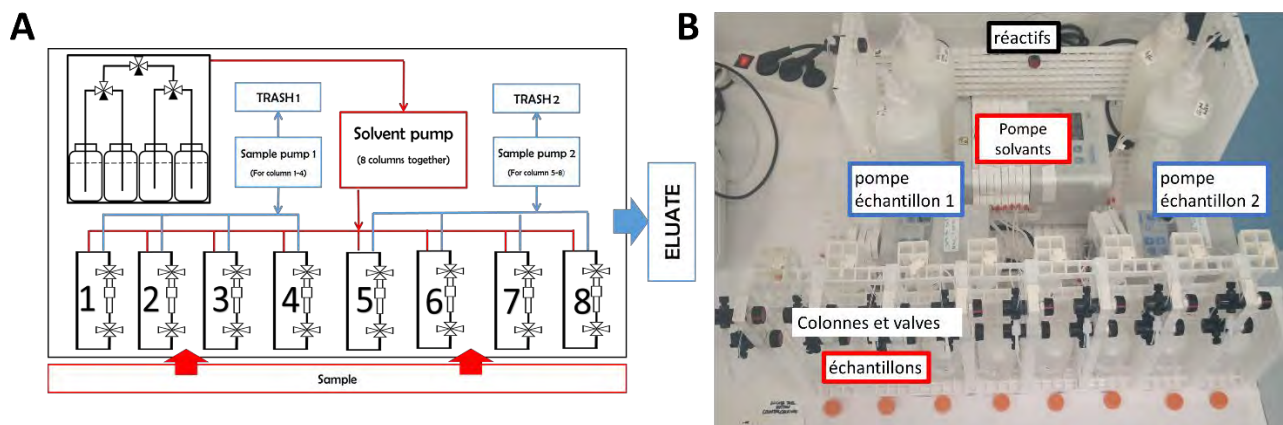 A
TRASH 1
TRASH 2
Solvent pump
(8 columns together)
Sample pump 1
(For column 1-4)
Sample pump 2
(For column 5-8)
ELUATE
1
2
3
4
5
6
7
8
Sample
B
réactifs
Pompe
solvants
pompe
échantillon 1
pompe
échantillon 2
Colonnes et valves
échantillons